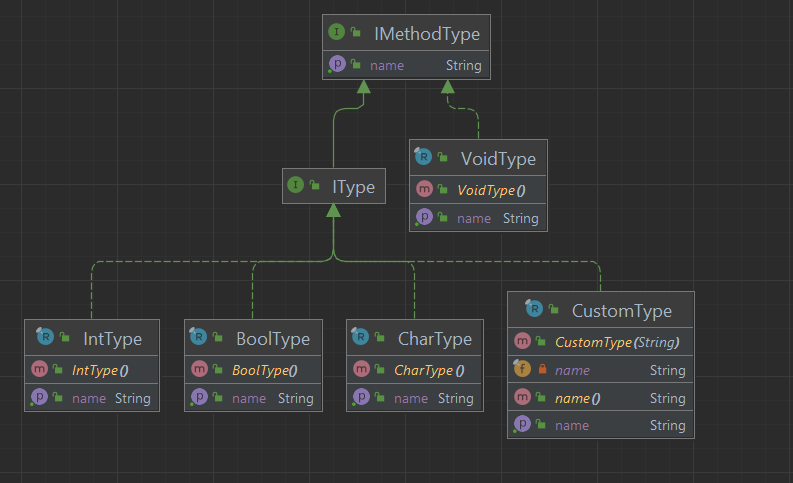 I IMethodType
p name String
I IType
R VoidType
m VoidType()
p name String
R IntType
m IntType()
p name String
R BoolType
m BoolType()
p name String
R CharType
m CharType()
p name String
R CustomType
m CustomType(String)
f name String
m name() String
p name String